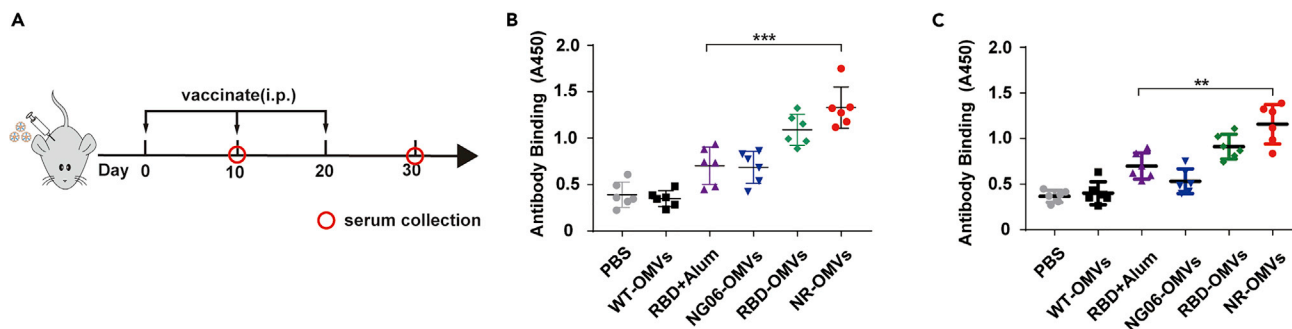 A
vaccinate(i.p.)
Day 0 10 20 30
serum collection
B
Antibody Binding (A450)
2.0
1.5
1.0
0.5
0
***
PBS
WT-OMVs
RBD+Alum
NG06-OMVs
RBD-OMVs
NR-OMVs
C
Antibody Binding (A450)
2.0
1.5
1.0
0.5
0
**
PBS
WT-OMVs
RBD+Alum
NG06-OMVs
RBD-OMVs
NR-OMVs